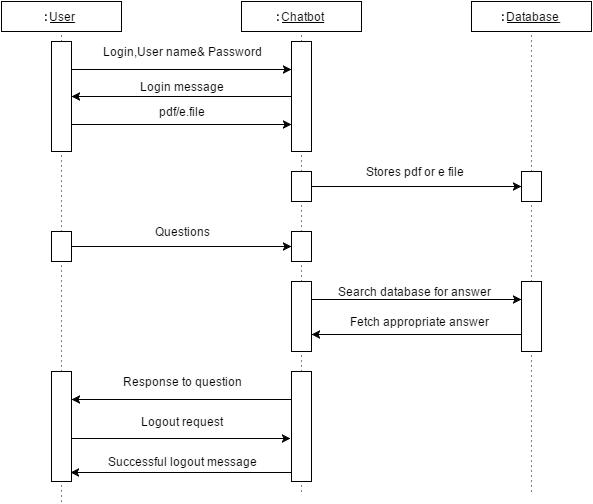 : User
: Chatbot
: Database
Login,User name& Password
Login message
pdf/e.file
Stores pdf or e file
Questions
Search database for answer
Fetch appropriate answer
Response to question
Logout request
Successful logout message